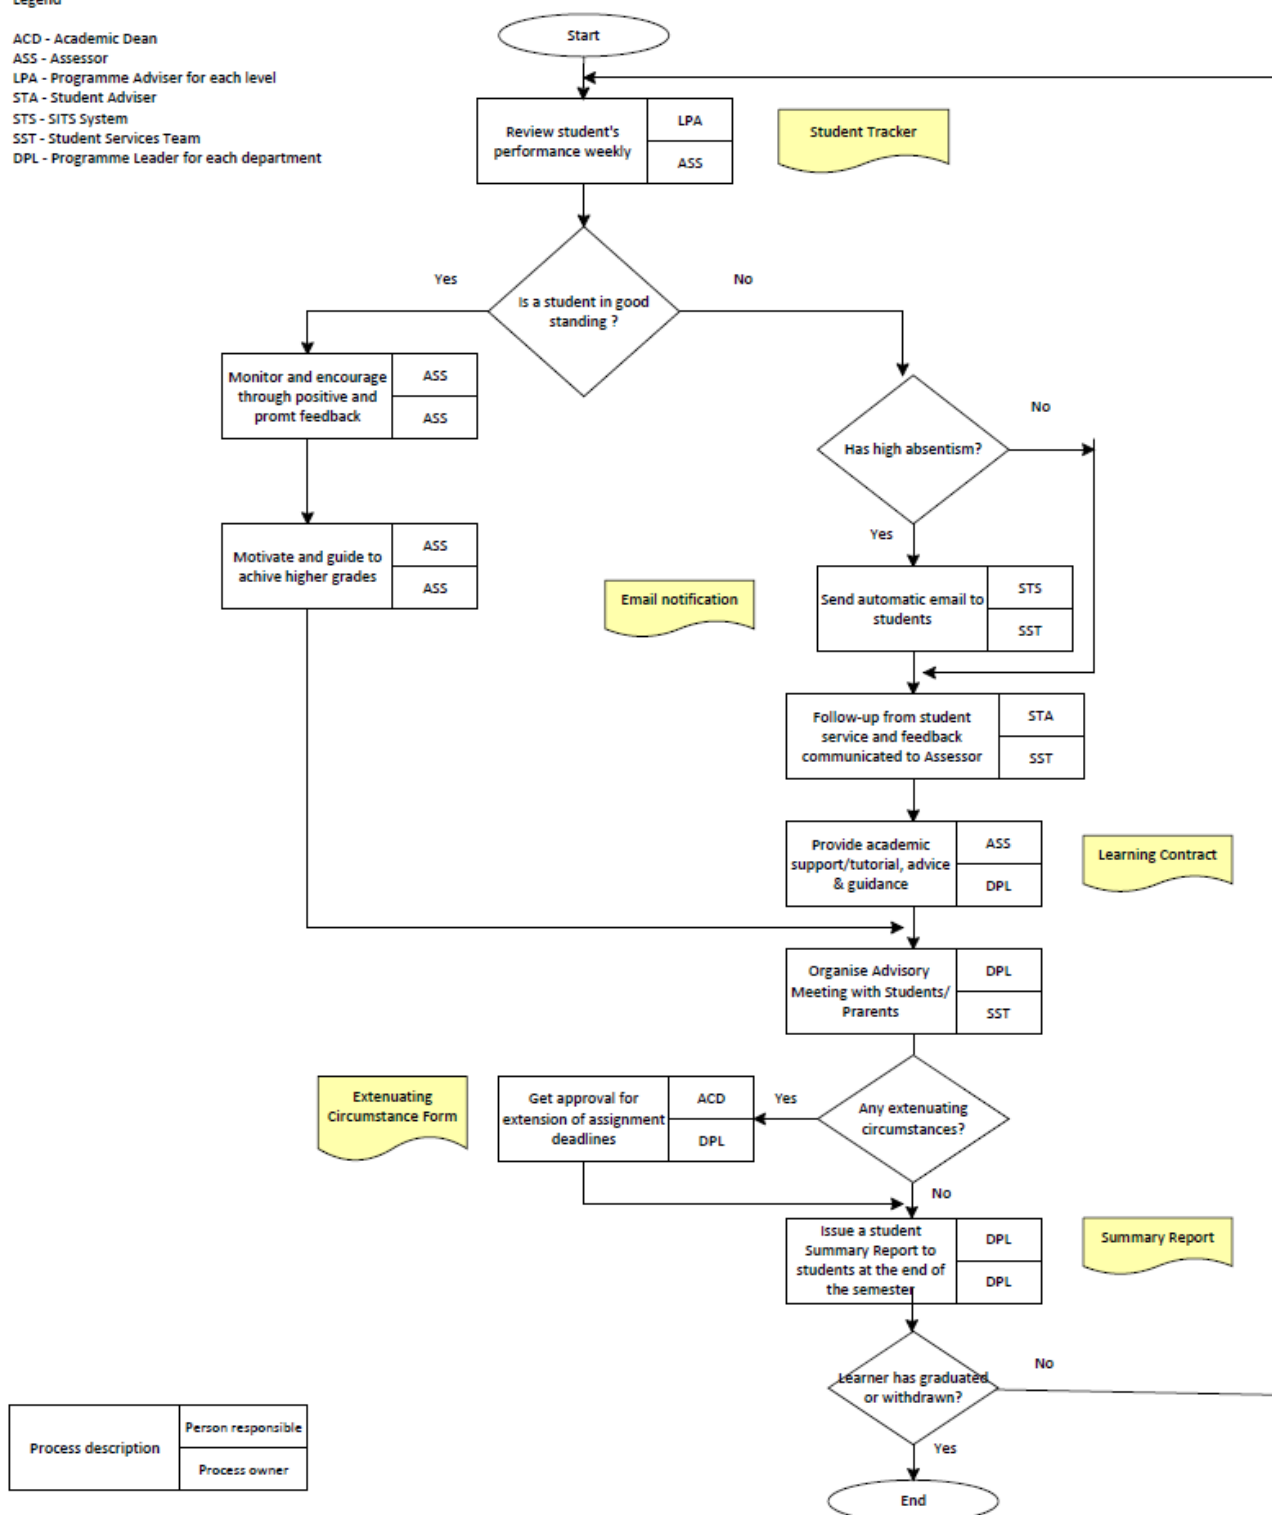 Legend
ACD - Academic Dean
ASS - Assessor
LPA - Programme Adviser for each level
STA - Student Adviser
STS - SITS System
SST - Student Services Team
DPL - Programme Leader for each department
Start
Review student's
performance weekly
LPA
ASS
Student Tracker
Is a student in good
standing ?
Yes
No
Monitor and encourage
through positive and
promt feedback
ASS
ASS
Has high absentism?
No
Yes
Motivate and guide to
achive higher grades
ASS
ASS
Email notification
Send automatic email to
students
STS
SST
Follow-up from student
service and feedback
communicated to Assessor
STA
SST
Provide academic
support/tutorial, advice
& guidance
ASS
DPL
Learning Contract
Organise Advisory
Meeting with Students/
Prarents
DPL
SST
Extenuating
Circumstance Form
Get approval for
extension of assignment
deadlines
ACD
DPL
Yes
Any extenuating
circumstances?
No
Issue a student
Summary Report to
students at the end of
the semester
DPL
DPL
Summary Report
Learner has graduated
or withdrawn?
No
Yes
End
Process description
Person responsible
Process owner